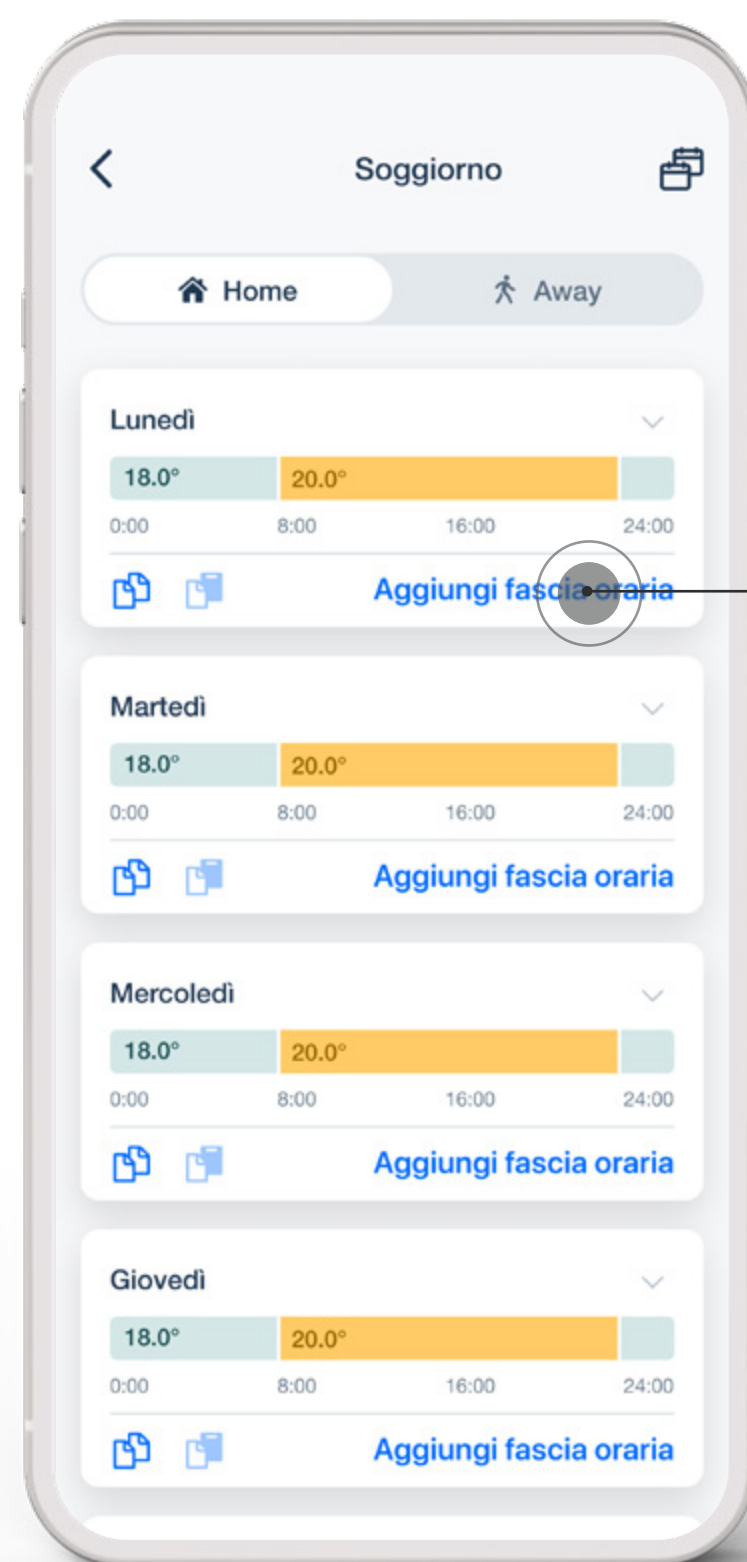 Soggiorno
Home Away
Lunedì
18.0° 20.0°
0:00 8:00 16:00 24:00
Aggiungi fascia oraria
Martedì
18.0° 20.0°
0:00 8:00 16:00 24:00
Aggiungi fascia oraria
Mercoledì
18.0° 20.0°
0:00 8:00 16:00 24:00
Aggiungi fascia oraria
Giovedì
18.0° 20.0°
0:00 8:00 16:00 24:00
Aggiungi fascia oraria